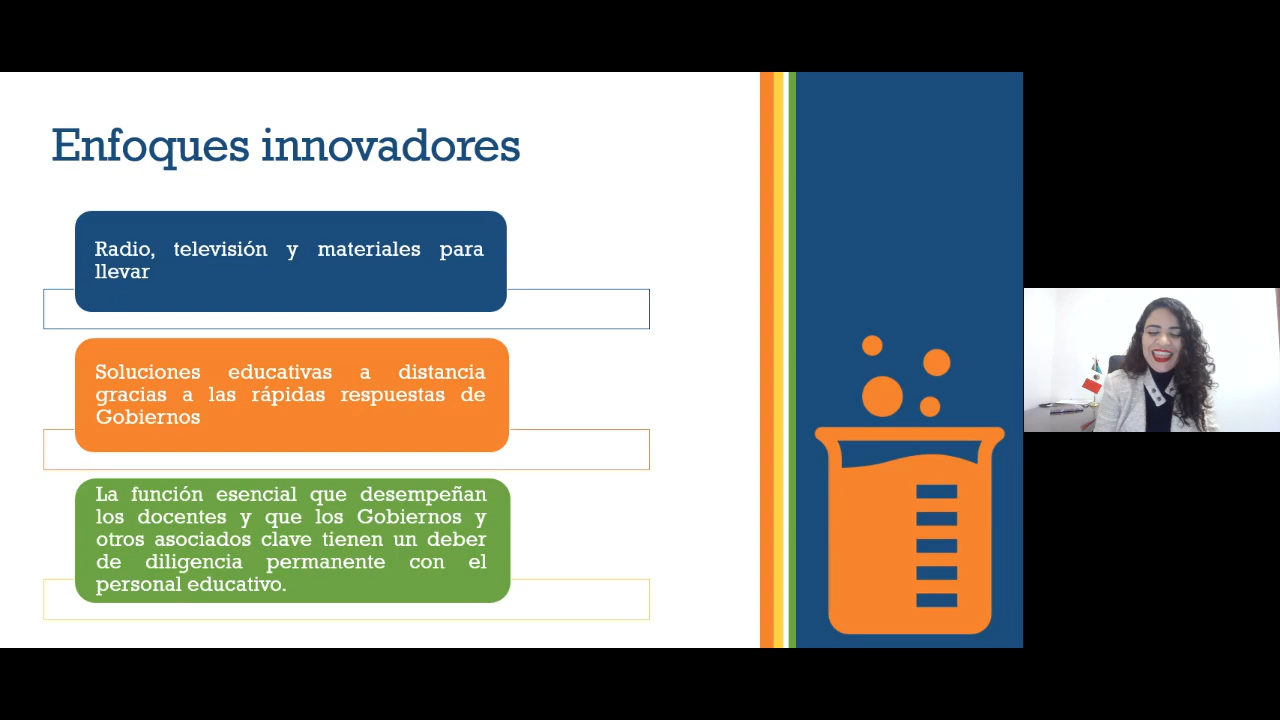 Enfoques innovadores
Radio, televisión y materiales para
llevar
Soluciones educativas a distancia
gracias a las rápidas respuestas de
Gobiernos
La función esencial que desempeñan
los docentes y que los Gobiernos y
otros asociados clave tienen un deber
de diligencia permanente con el
personal educativo.